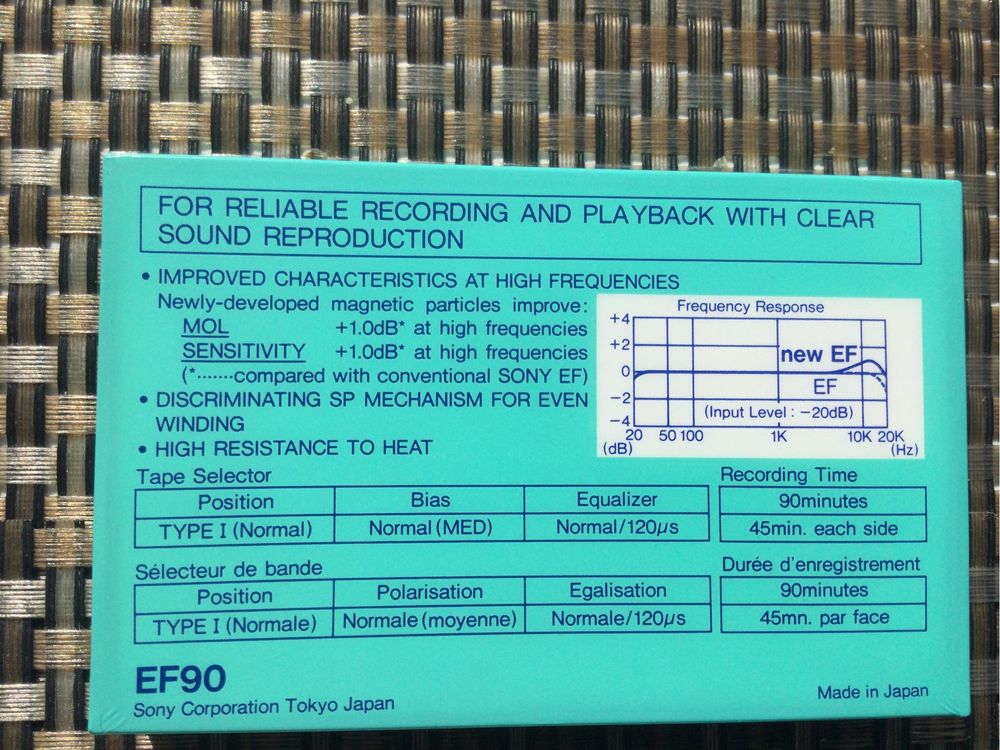 FOR RELIABLE RECORDING AND PLAYBACK WITH CLEAR
SOUND REPRODUCTION
• IMPROVED CHARACTERISTICS AT HIGH FREQUENCIES
Newly-developed magnetic particles improve:
MOL +1.0dB* at high frequencies
SENSITIVITY +1.0dB* at high frequencies
(*·······compared with conventional SONY EF)
• DISCRIMINATING SP MECHANISM FOR EVEN
WINDING
• HIGH RESISTANCE TO HEAT
Frequency Response
+4
+2
0
−2
−4
new EF
EF
(Input Level : −20dB)
20 50 100 1K 10K 20K
(dB) (Hz)
Tape Selector
Position Bias Equalizer
TYPE I (Normal) Normal (MED) Normal/120μs
Recording Time
90minutes
45min. each side
Sélecteur de bande
Position Polarisation Egalisation
TYPE I (Normale) Normale (moyenne) Normale/120μs
Durée d'enregistrement
90minutes
45mn. par face
EF90
Sony Corporation Tokyo Japan
Made in Japan